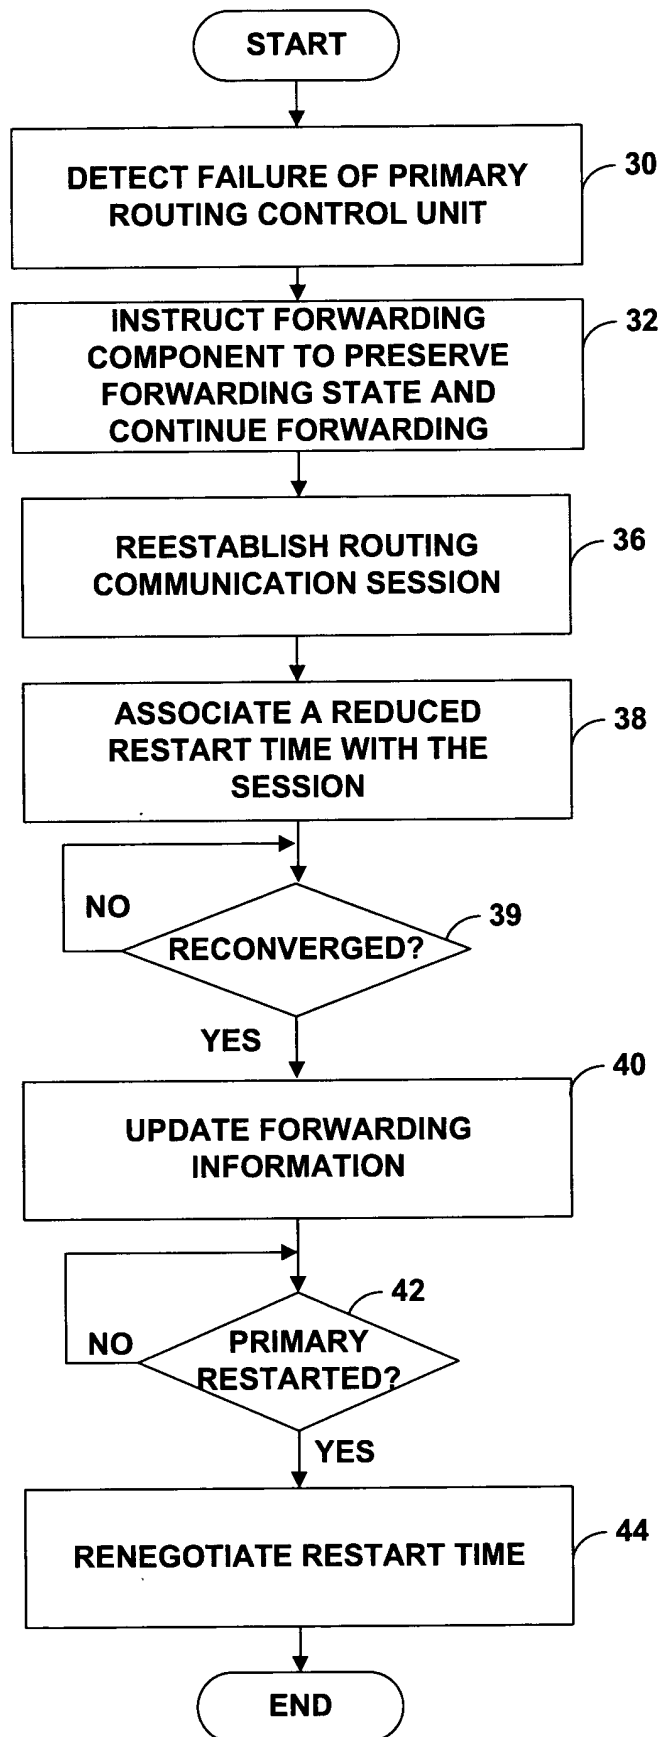 START
DETECT FAILURE OF PRIMARY
ROUTING CONTROL UNIT
30
INSTRUCT FORWARDING
COMPONENT TO PRESERVE
FORWARDING STATE AND
CONTINUE FORWARDING
32
REESTABLISH ROUTING
COMMUNICATION SESSION
36
ASSOCIATE A REDUCED
RESTART TIME WITH THE
SESSION
38
NO
RECONVERGED?
39
YES
UPDATE FORWARDING
INFORMATION
40
NO
PRIMARY
RESTARTED?
42
YES
RENEGOTIATE RESTART TIME
44
END